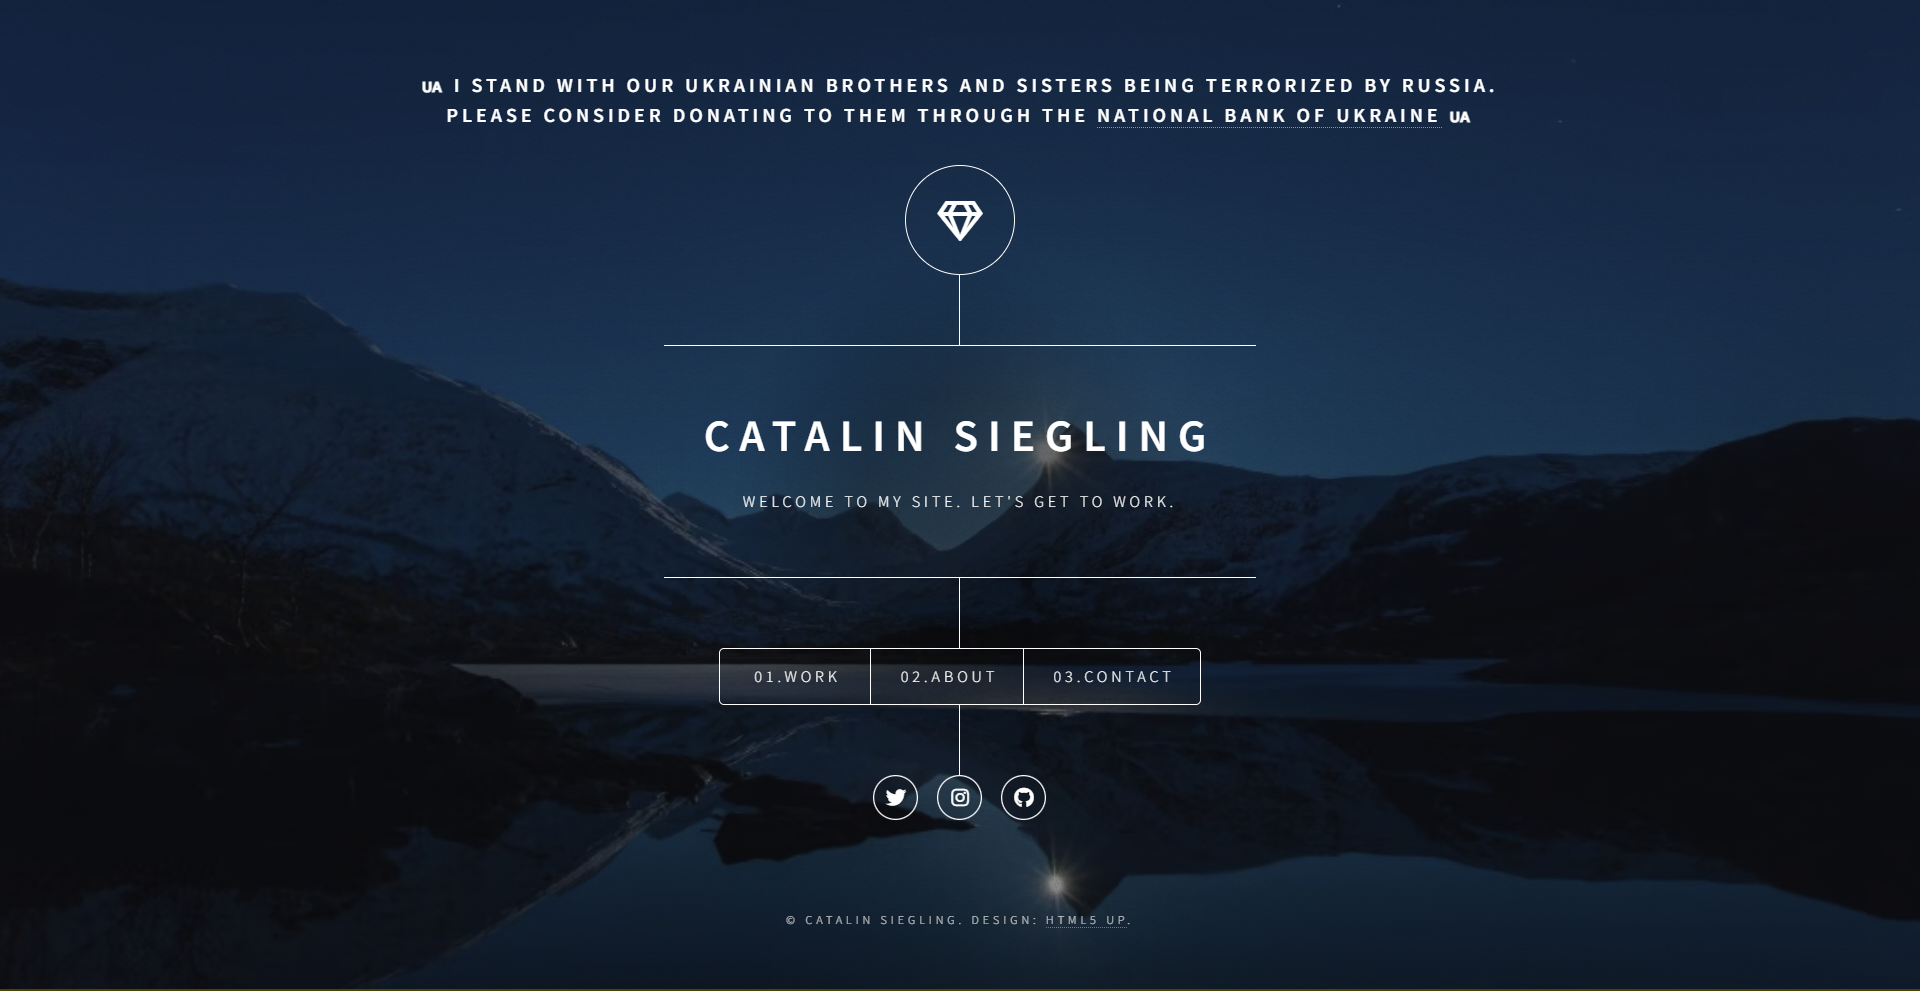 UA I STAND WITH OUR UKRAINIAN BROTHERS AND SISTERS BEING TERRORIZED BY RUSSIA.
PLEASE CONSIDER DONATING TO THEM THROUGH THE NATIONAL BANK OF UKRAINE UA
CATALIN SIEGLING
WELCOME TO MY SITE. LET'S GET TO WORK.
01.WORK 02.ABOUT 03.CONTACT
© CATALIN SIEGLING. DESIGN: HTML5 UP.